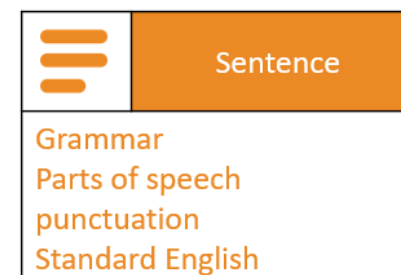 Sentence
Grammar
Parts of speech
punctuation
Standard English